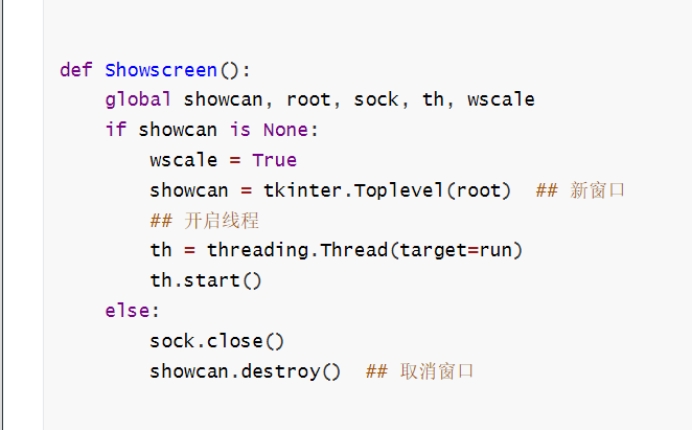 def Showscreen():
    global showcan, root, sock, th, wscale
    if showcan is None:
        wscale = True
        showcan = tkinter.Toplevel(root)  ## 新窗口
        ## 开启线程
        th = threading.Thread(target=run)
        th.start()
    else:
        sock.close()
        showcan.destroy()  ## 取消窗口